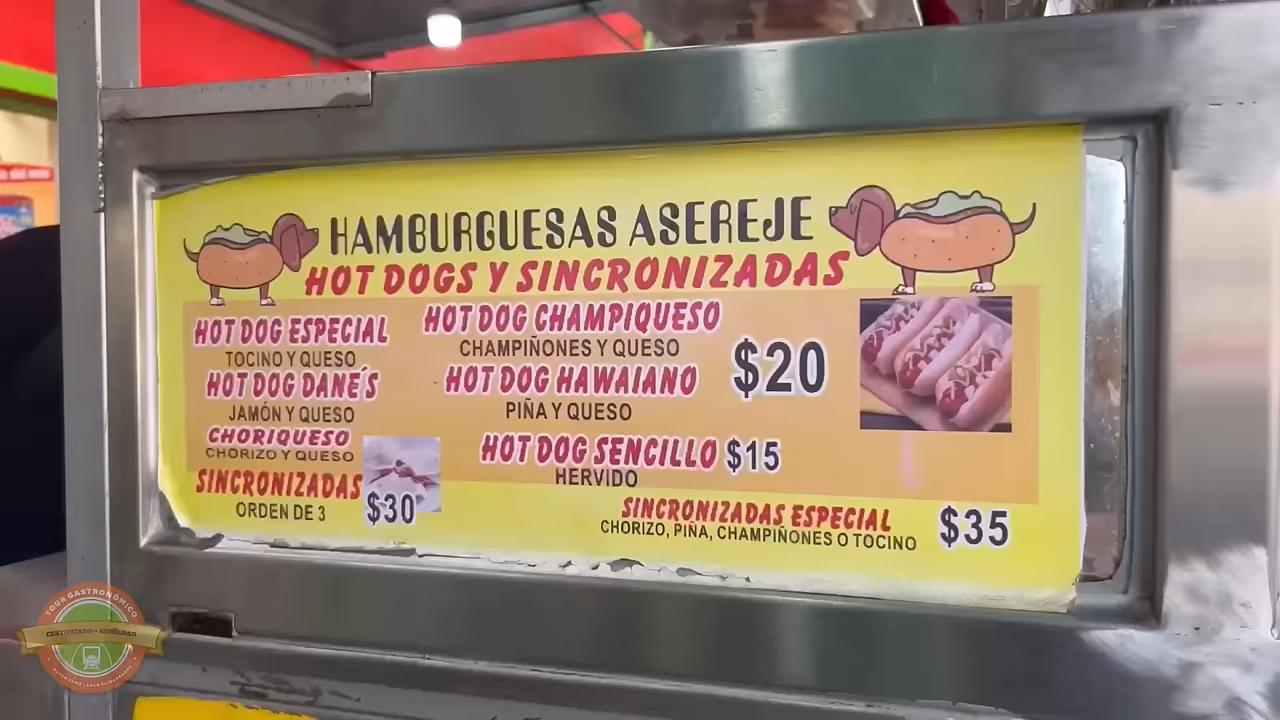 HAMBURGUESAS ASEREJE
HOT DOGS Y SINCRONIZADAS
HOT DOG ESPECIAL
TOCINO Y QUESO
HOT DOG DANE´S
JAMÓN Y QUESO
CHORIQUESO
CHORIZO Y QUESO
SINCRONIZADAS
ORDEN DE 3
$30
HOT DOG CHAMPIQUESO
CHAMPIÑONES Y QUESO
HOT DOG HAWAIANO
PIÑA Y QUESO
$20
HOT DOG SENCILLO $15
HERVIDO
SINCRONIZADAS ESPECIAL
CHORIZO, PIÑA, CHAMPIÑONES O TOCINO
$35
TOUR GASTRONÓMICO